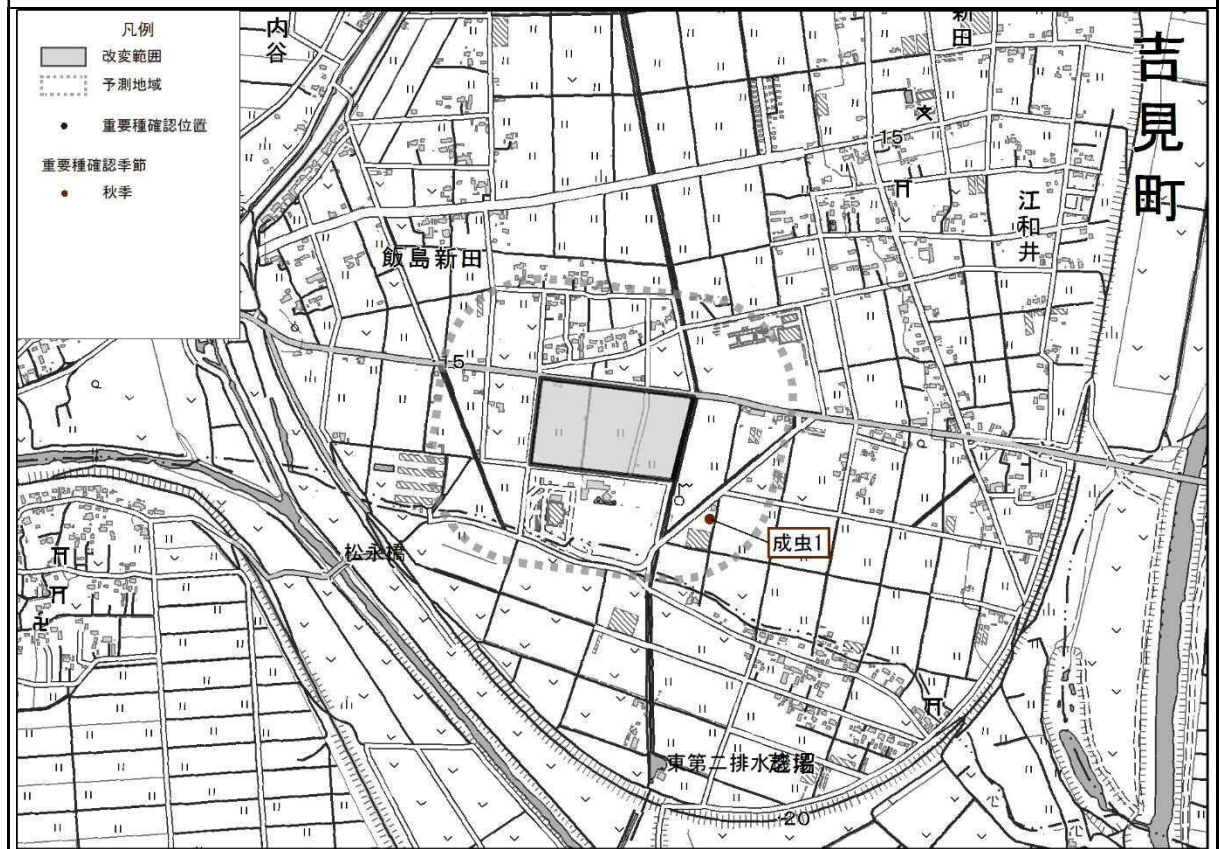 凡例
改変範囲
予測地域
重要種確認位置
重要種確認季節
秋季
内谷
新田
吉見町
15
江和井
飯島新田
15
成虫1
松永橋
東第二排水機場
20